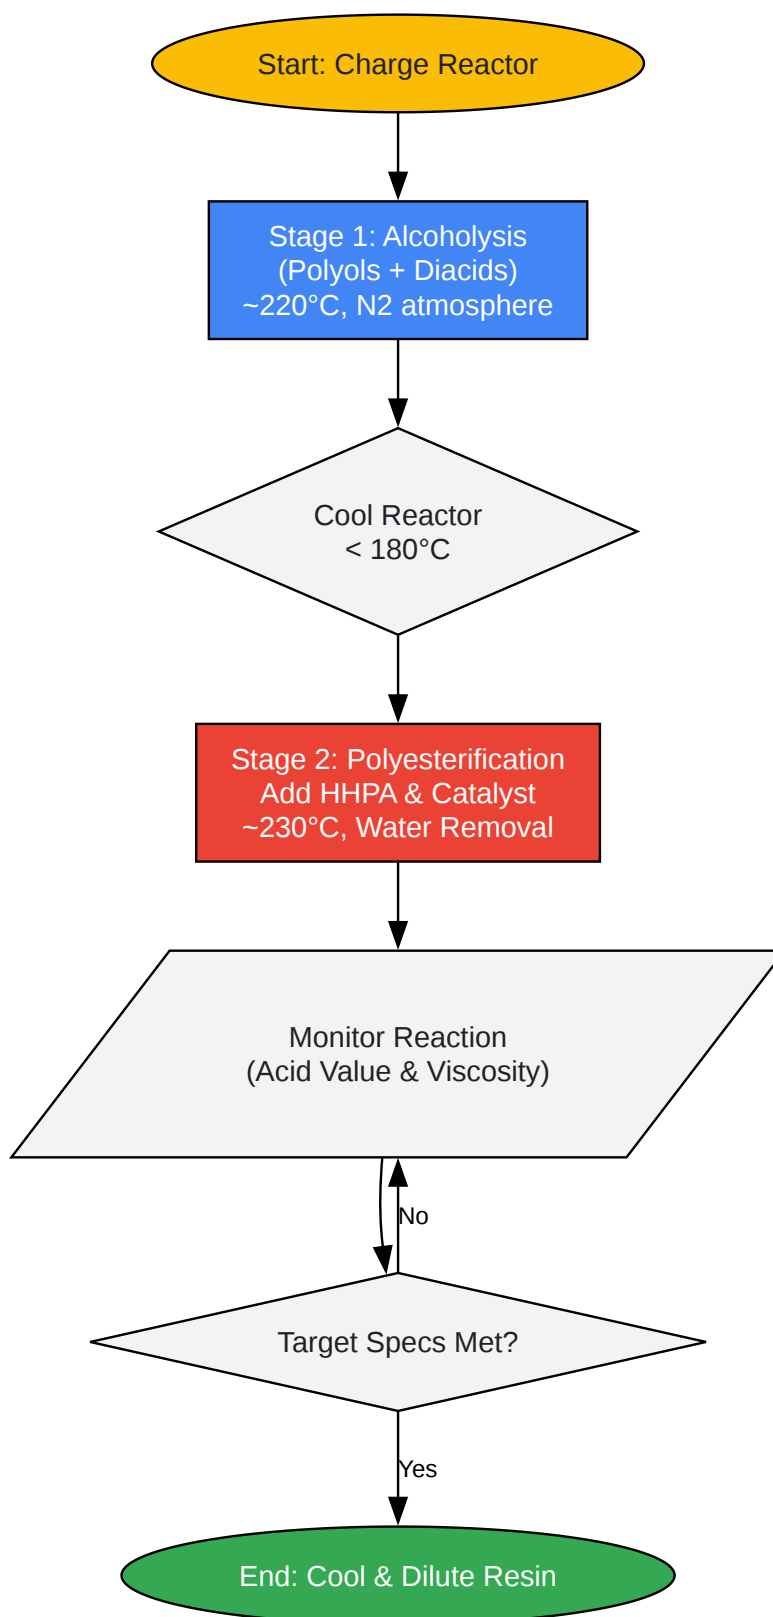 Start: Charge Reactor
Stage 1: Alcoholysis
(Polyols + Diacids)
~220°C, N2 atmosphere
Cool Reactor
< 180°C
Stage 2: Polyesterification
Add HHPA & Catalyst
~230°C, Water Removal
Monitor Reaction
(Acid Value & Viscosity)
No
Target Specs Met?
Yes
End: Cool & Dilute Resin